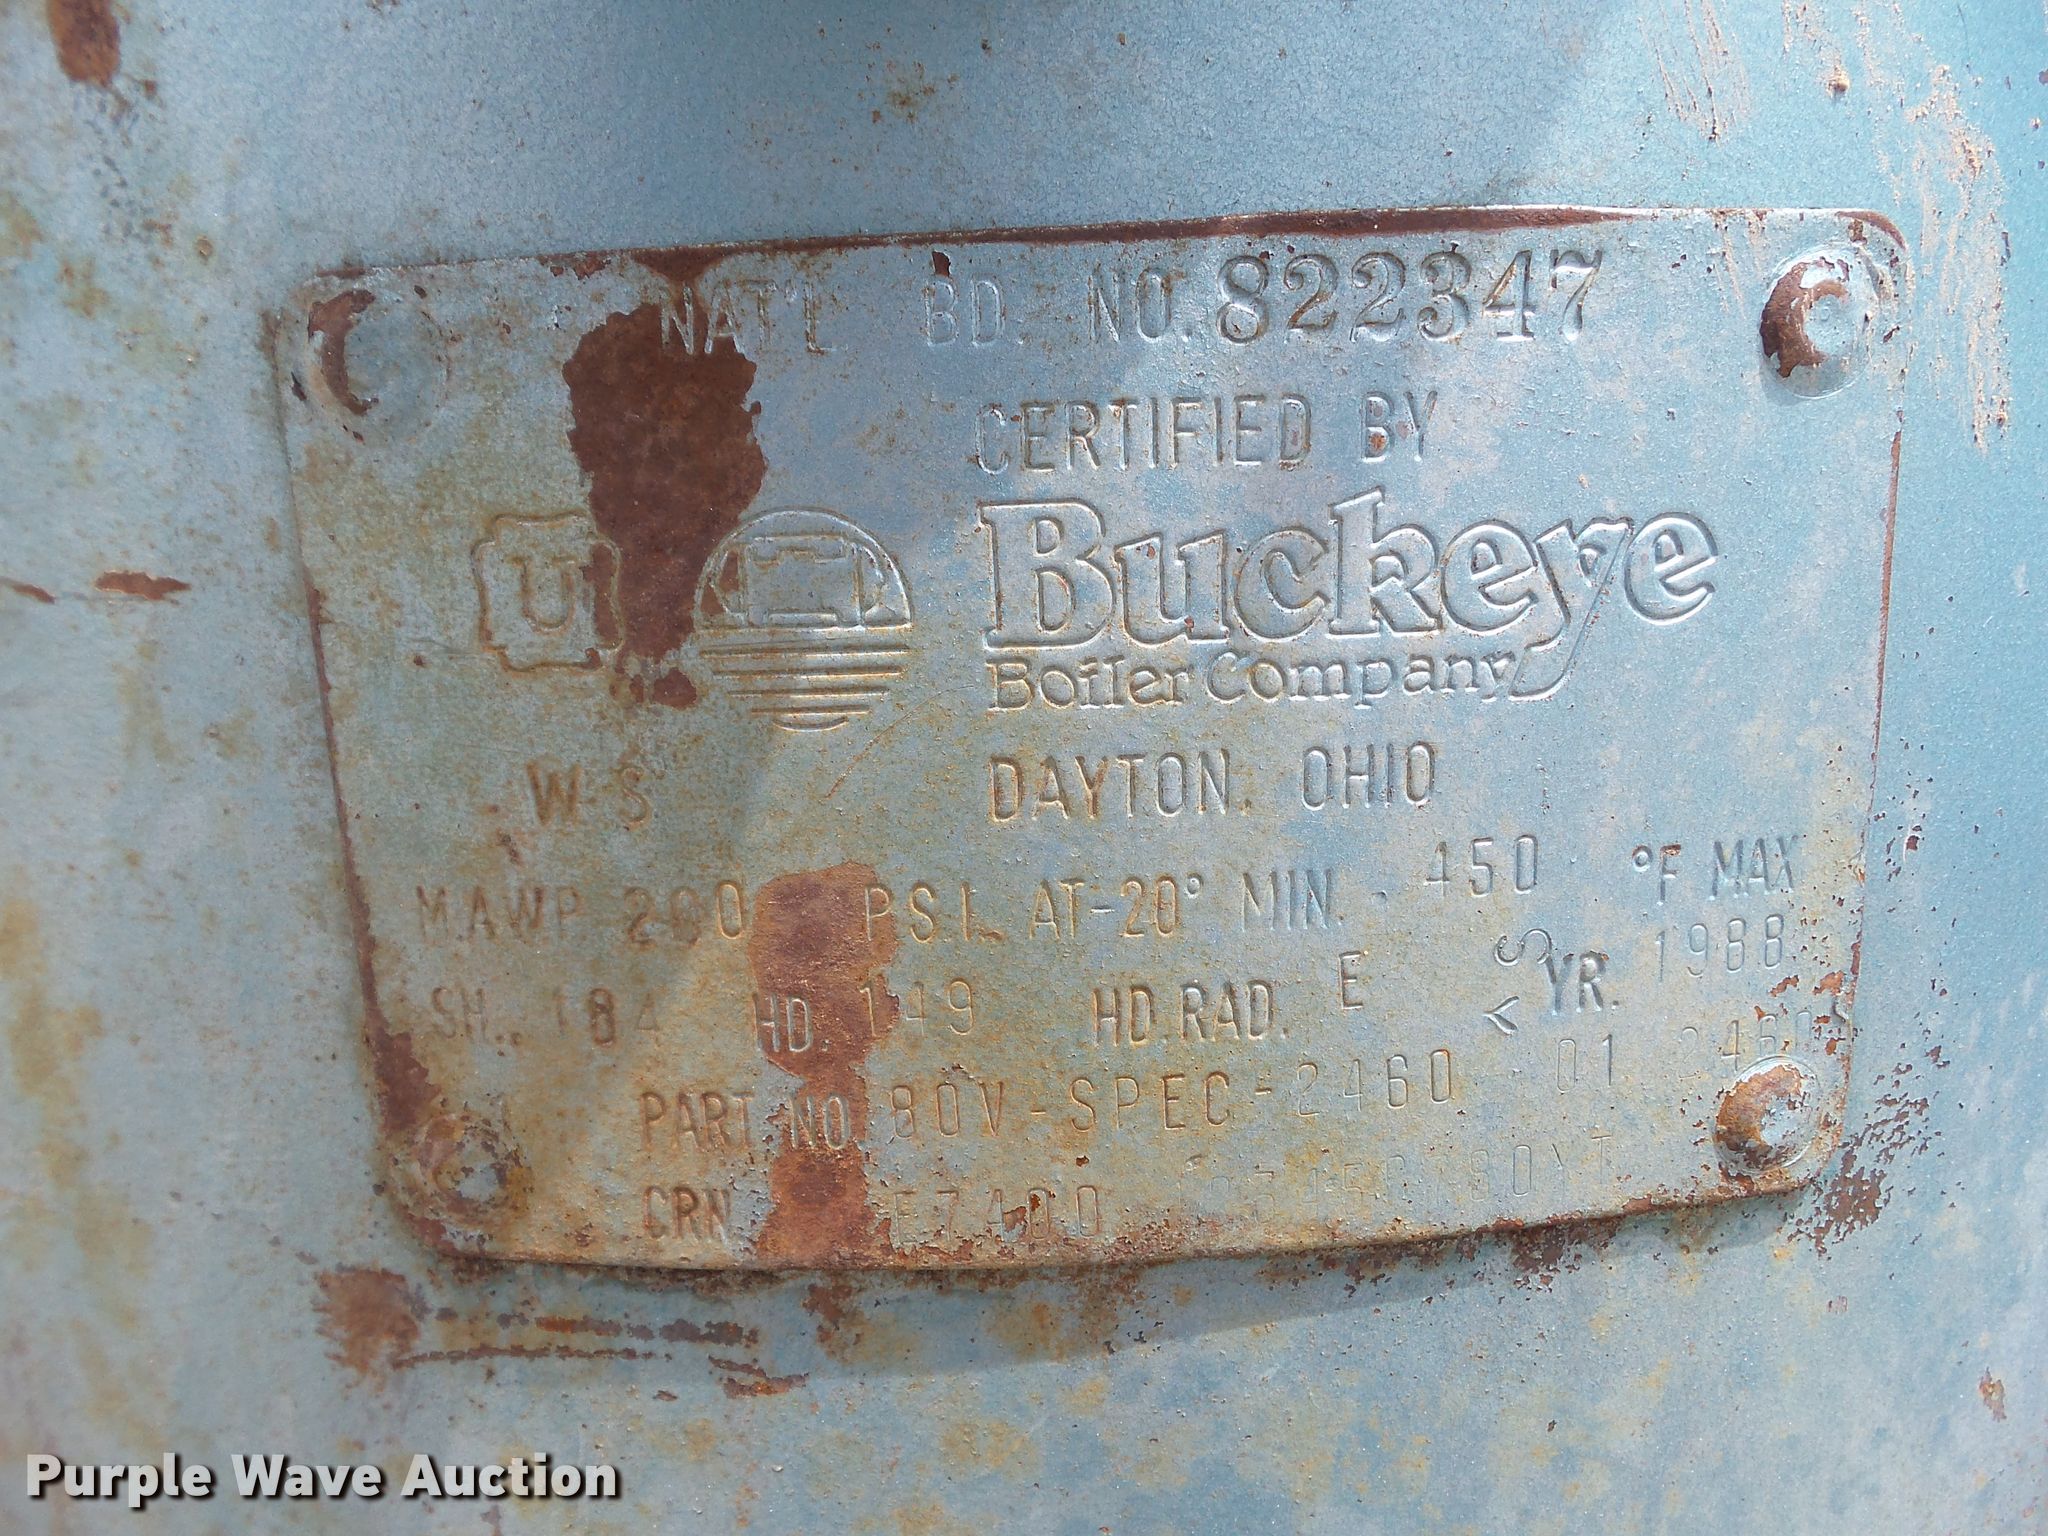 NAT'L BD. NO. 822347
CERTIFIED BY
U
Buckeye
Boiler Company
W S
DAYTON, OHIO
M.A.W.P. 200 P.S.I. AT -20° MIN. 450 °F MAX
SH. 184 HD. 149 HD. RAD. E YR. 1988
PART NO. 80V-SPEC-2460 01
CRN
Purple Wave Auction